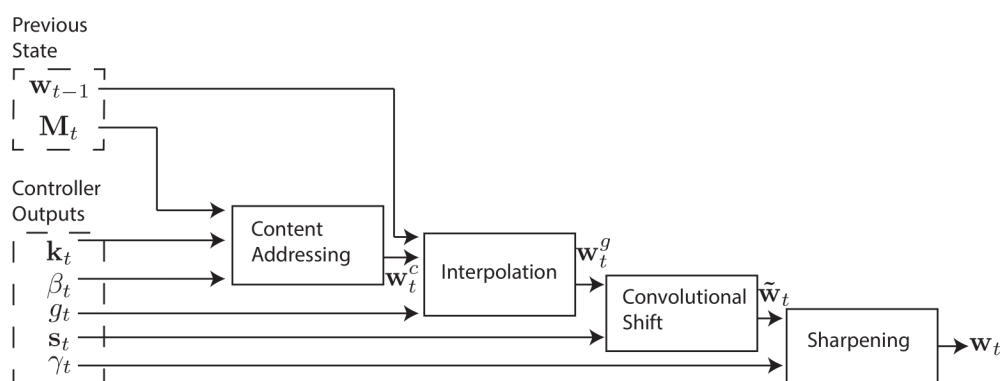 Previous
State
w_{t−1}
M_t
Controller
Outputs
k_t
β_t
g_t
s_t
γ_t
Content
Addressing
w_t^c
Interpolation
w_t^g
Convolutional
Shift
w̃_t
Sharpening
w_t